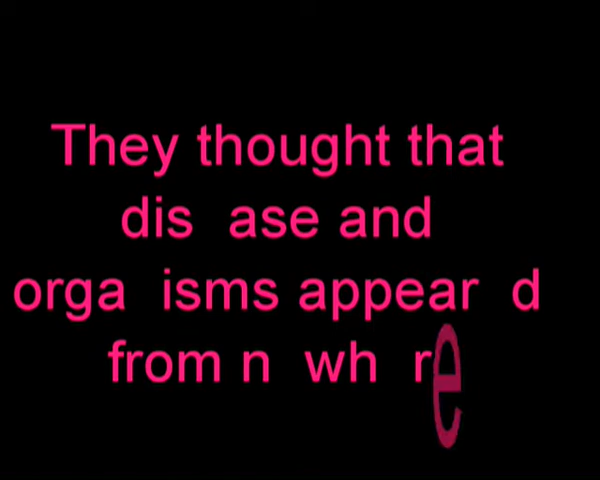 They thought that
dis ase and
orga isms appear d
from n wh re